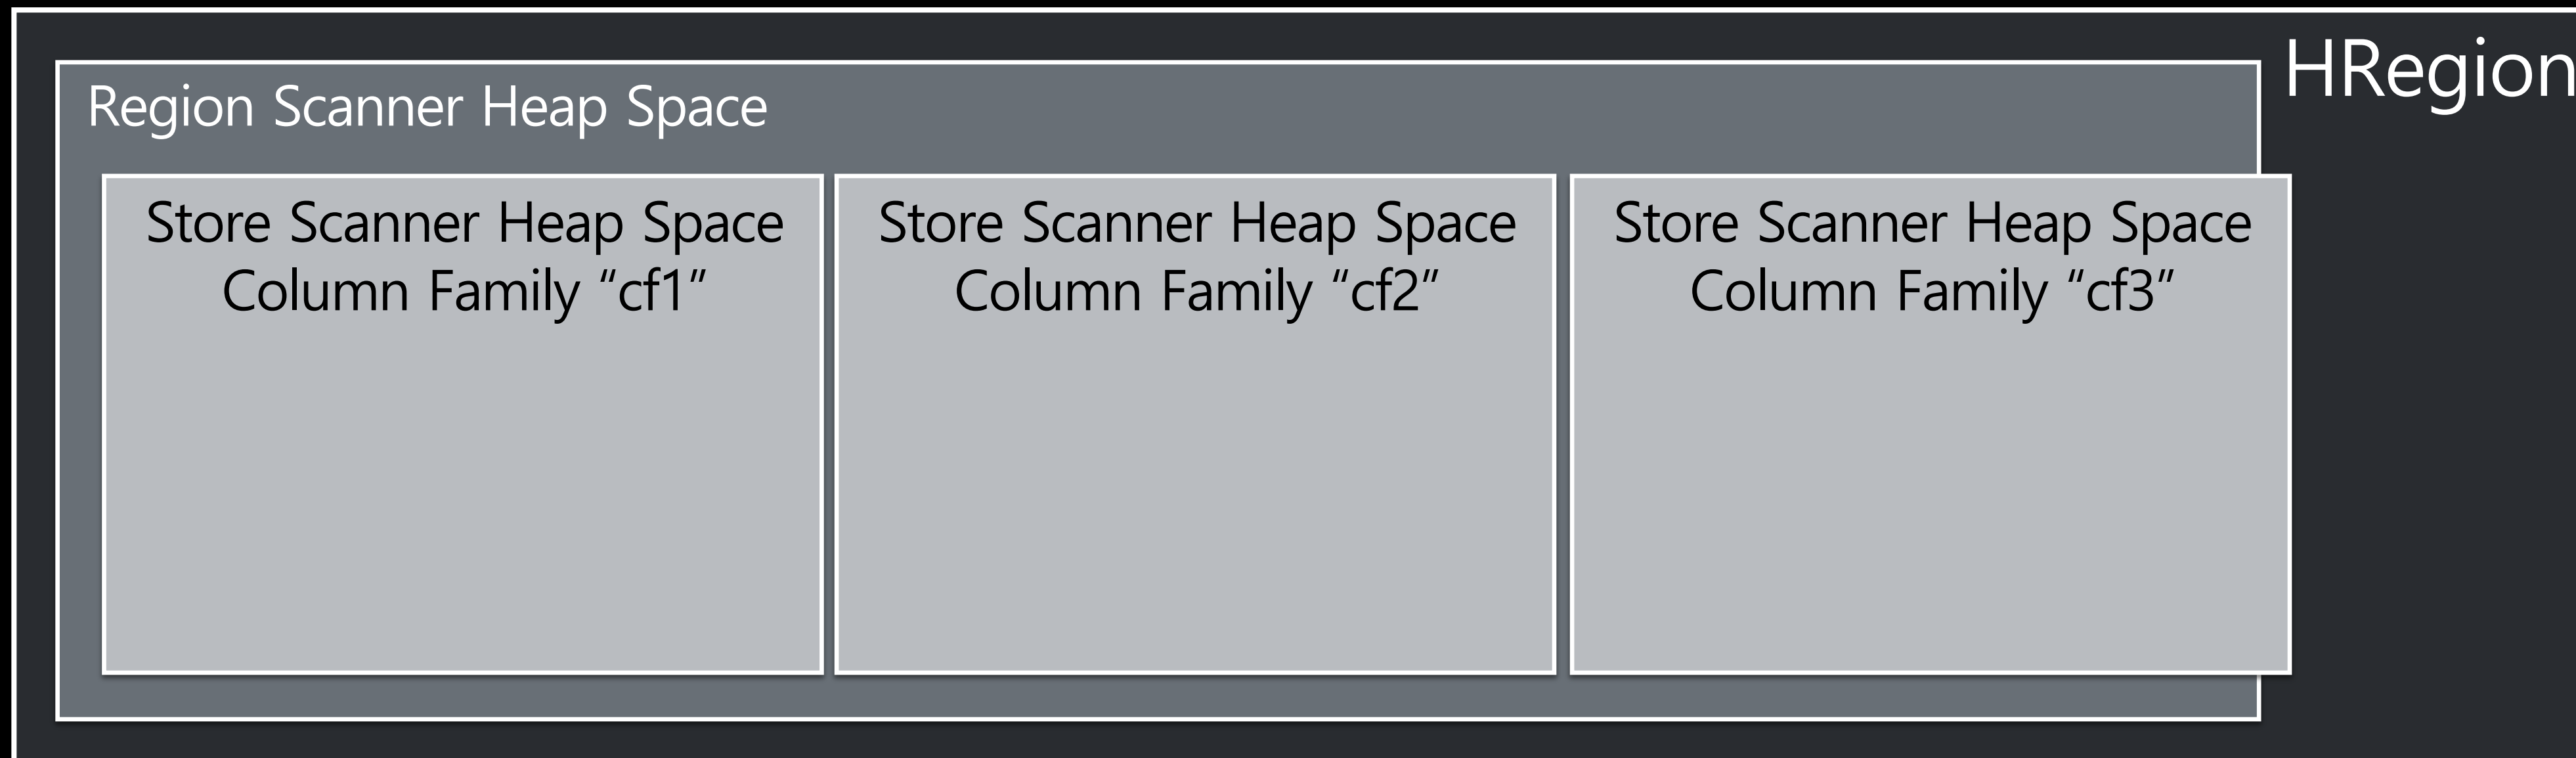 HRegion
Region Scanner Heap Space
Store Scanner Heap Space
Column Family “cf1”
Store Scanner Heap Space
Column Family “cf2”
Store Scanner Heap Space
Column Family “cf3”